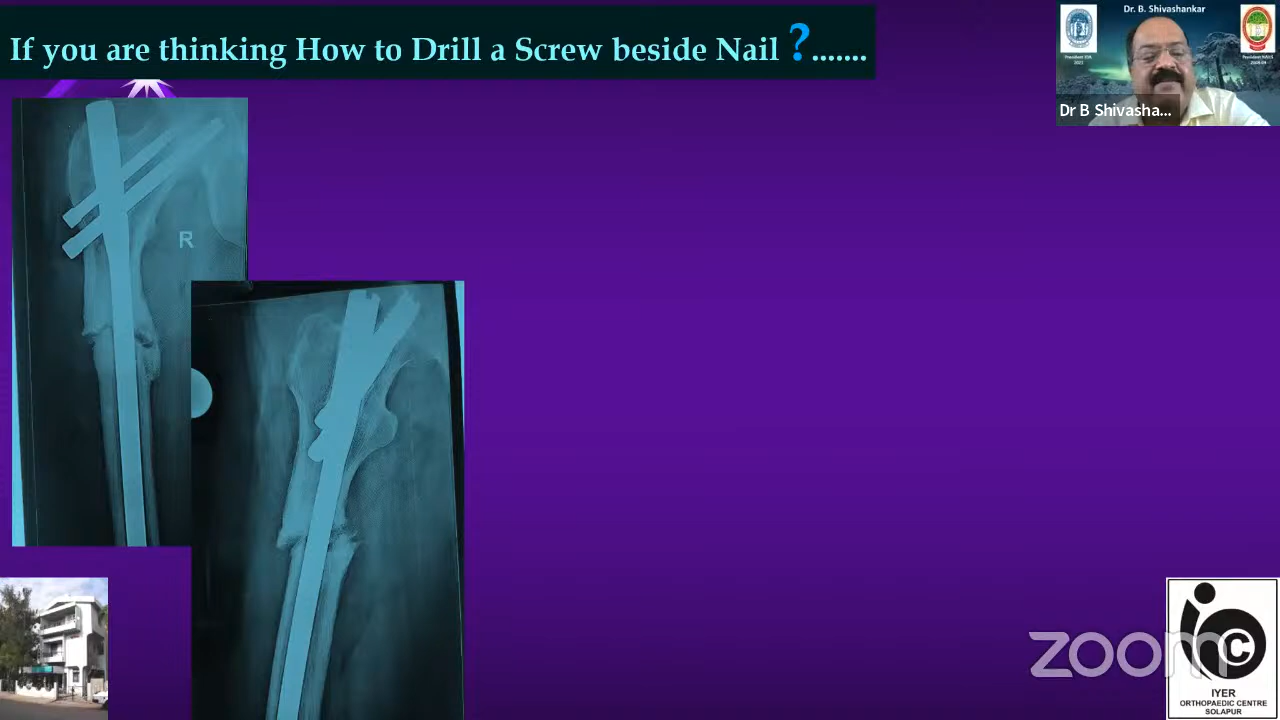 If you are thinking How to Drill a Screw beside Nail ?.......
Dr. B. Shivashankar
Dr B Shivasha...
R
zoom
IYER
ORTHOPAEDIC CENTRE
SOLAPUR